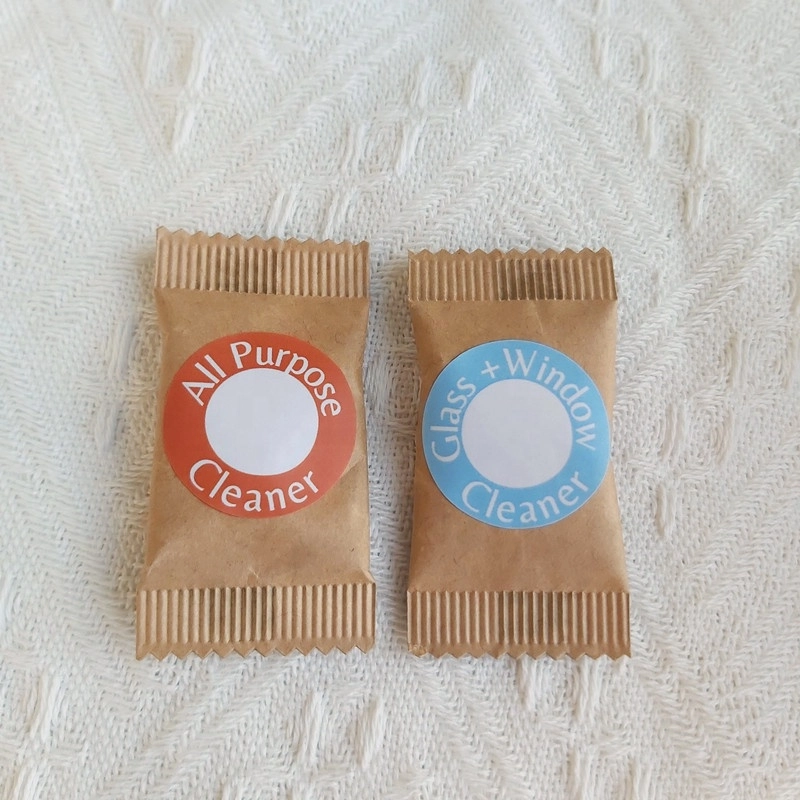 All Purpose
Cleaner
Glass + Window
Cleaner